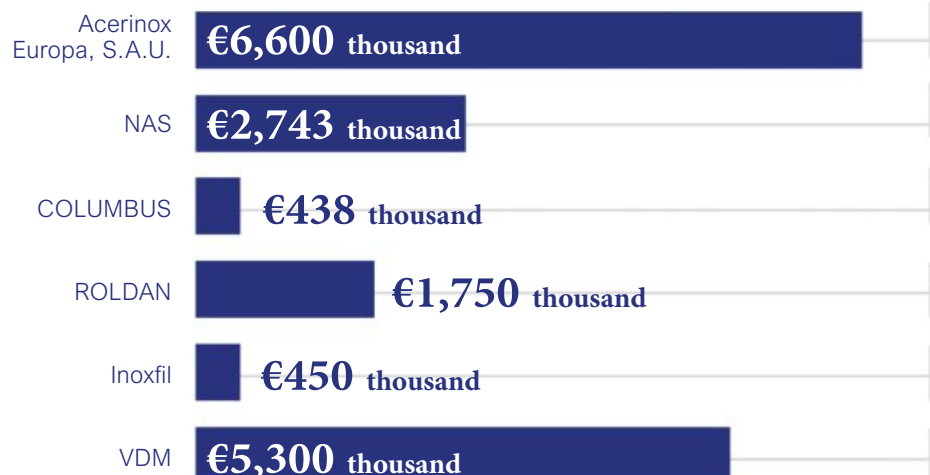 Acerinox
Europa, S.A.U.
€6,600 thousand
NAS
€2,743 thousand
COLUMBUS
€438 thousand
ROLDAN
€1,750 thousand
Inoxfil
€450 thousand
VDM
€5,300 thousand